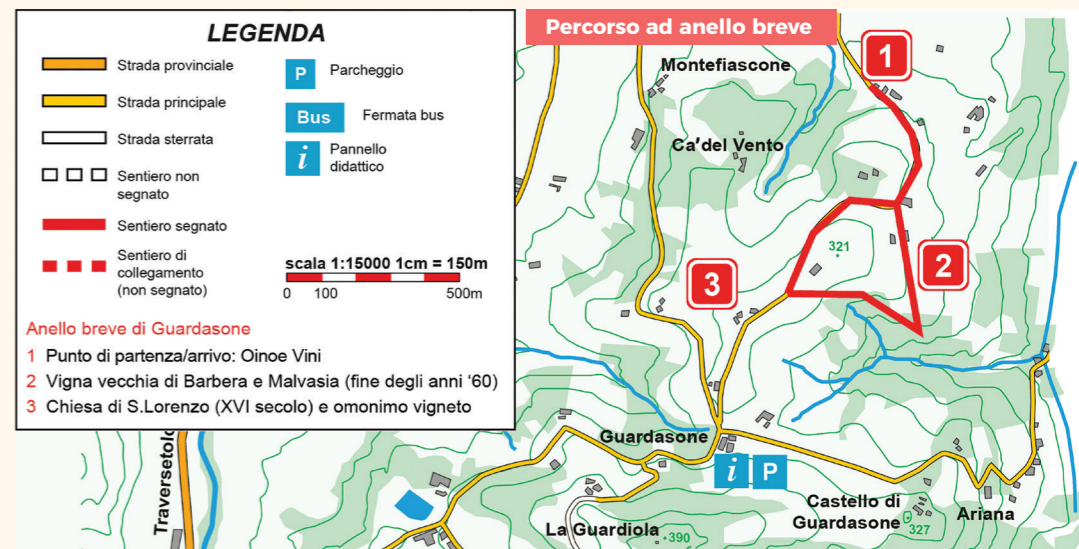 LEGENDA
Strada provinciale
Strada principale
Strada sterrata
Sentiero non
segnato
Sentiero segnato
Sentiero di
collegamento
(non segnato)
P Parcheggio
Bus Fermata bus
i Pannello
didattico
scala 1:15000 1cm = 150m
0 100 500m
Anello breve di Guardasone
1 Punto di partenza/arrivo: Oinoe Vini
2 Vigna vecchia di Barbera e Malvasia (fine degli anni ‘60)
3 Chiesa di S.Lorenzo (XVI secolo) e omonimo vigneto
Percorso ad anello breve
1
Montefiascone
Ca'del Vento
321
2
3
Guardasone
i P
Traversetolo
La Guardiola
390
Castello di
Guardasone
327
Ariana